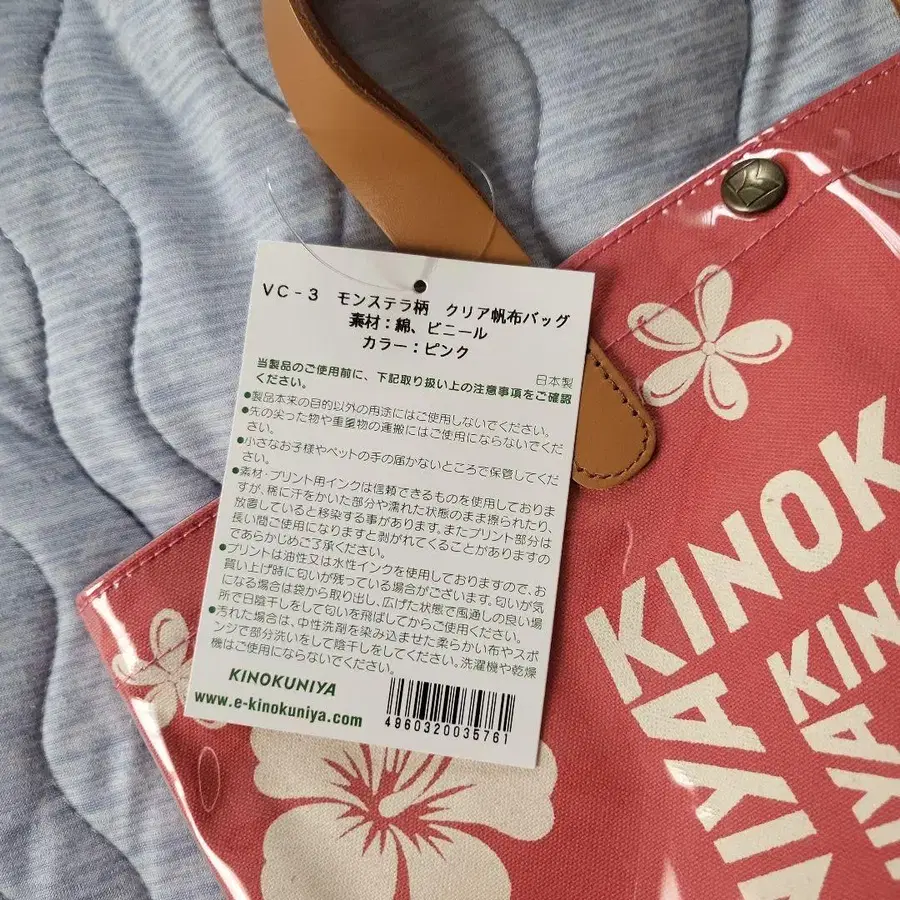 VC-3 モンステラ柄 クリア帆布バッグ
素材:綿、ビニール
カラー:ピンク
日本製
当製品のご使用前に、下記取り扱い上の注意事項をご確認
ください。
●製品本来の目的以外の用途にはご使用しないでください。
●先の尖った物や重量物の運搬にはご使用にならないでくだ
さい。
●小さなお子様やペットの手の届かないところで保管してくだ
さい。
●素材・プリント用インクは信頼できるものを使用しておりま
すが、稀に汗をかいた部分や濡れた状態のまま擦られたり、
放置していると移染する事があります。またプリント部分は
長い間ご使用になりますと剥がれてくることがありますの
であらかじめご了承ください。
●プリントは油性又は水性インクを使用しておりますので、お
買い上げ時に匂いが残っている場合がございます。匂いが気
になる場合は袋から取り出し、広げた状態で風通しの良い場
所で日陰干しをして匂いを飛ばしてからご使用ください。
●汚れた場合は、中性洗剤を染み込ませた柔らかい布やスポ
ンジで部分洗いをして陰干しをしてください。洗濯機や乾燥
機はご使用にならないでください。
KINOKUNIYA
www.e-kinokuniya.com
4960320035761
KINOK
IYA KINO
IYA